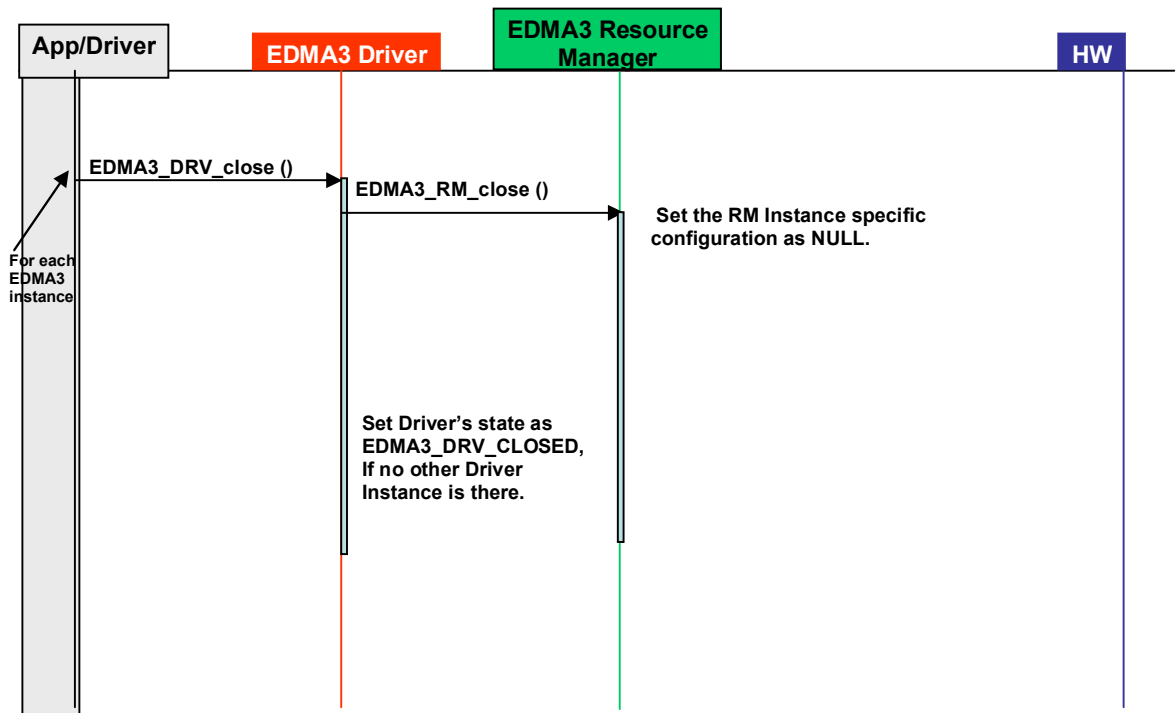 App/Driver
EDMA3 Driver
EDMA3 Resource
Manager
HW
EDMA3_DRV_close ()
EDMA3_RM_close ()
Set the RM Instance specific
configuration as NULL.
For each
EDMA3
instance
Set Driver's state as
EDMA3_DRV_CLOSED,
If no other Driver
Instance is there.